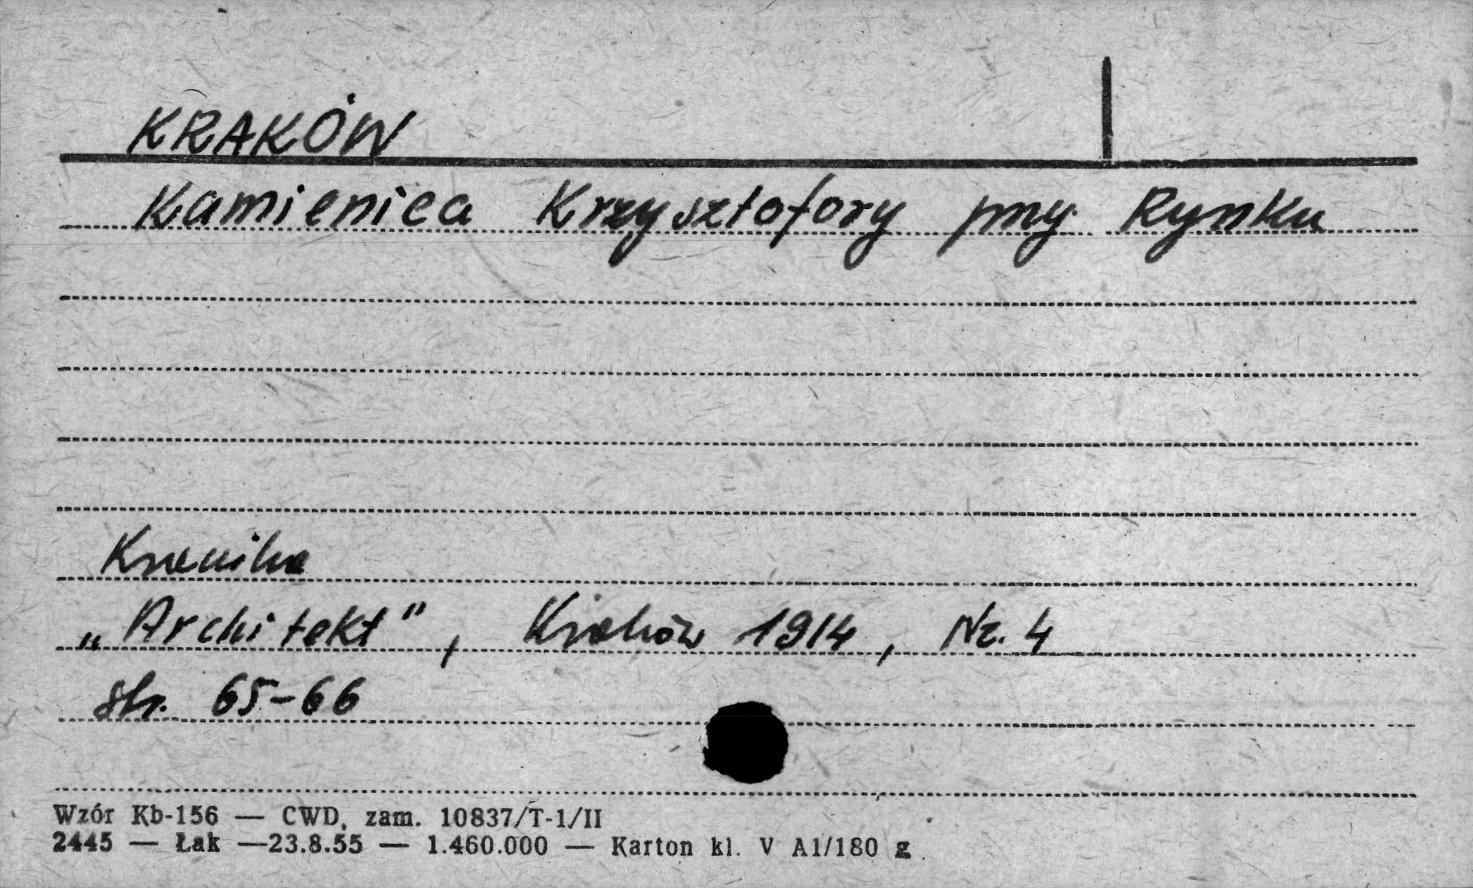 KRAKÓW
Kamienica Krzysztofory przy Rynku
Kronika
„Architekt", Kraków 1914, Nr. 4
str. 65-66
Wzór Kb-156 — CWD, zam. 10837/T-1/II
2445 — Łak —23.8.55 — 1.460.000 — Karton kl. V A1/180 g